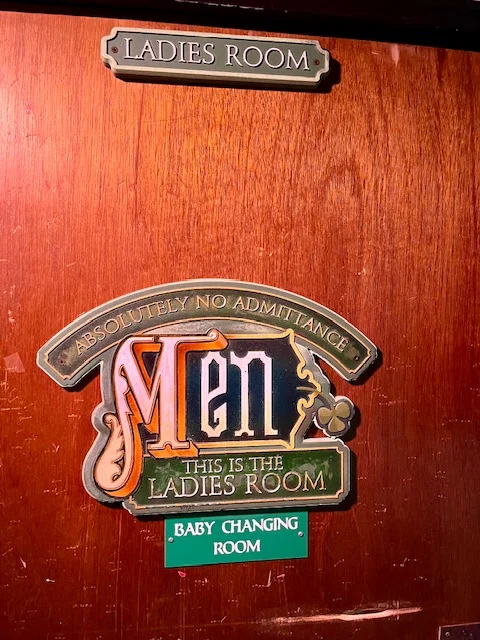 LADIES ROOM
ABSOLUTELY NO ADMITTANCE
Men
THIS IS THE
LADIES ROOM
BABY CHANGING
ROOM